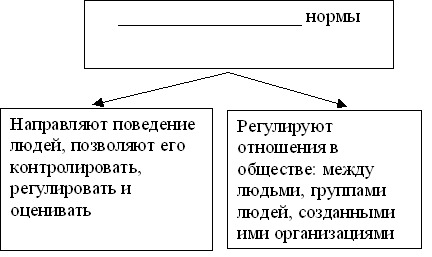 ____________________ нормы
Направляют поведение
людей, позволяют его
контролировать,
регулировать и
оценивать
Регулируют
отношения в
обществе: между
людьми, группами
людей, созданными
ими организациями